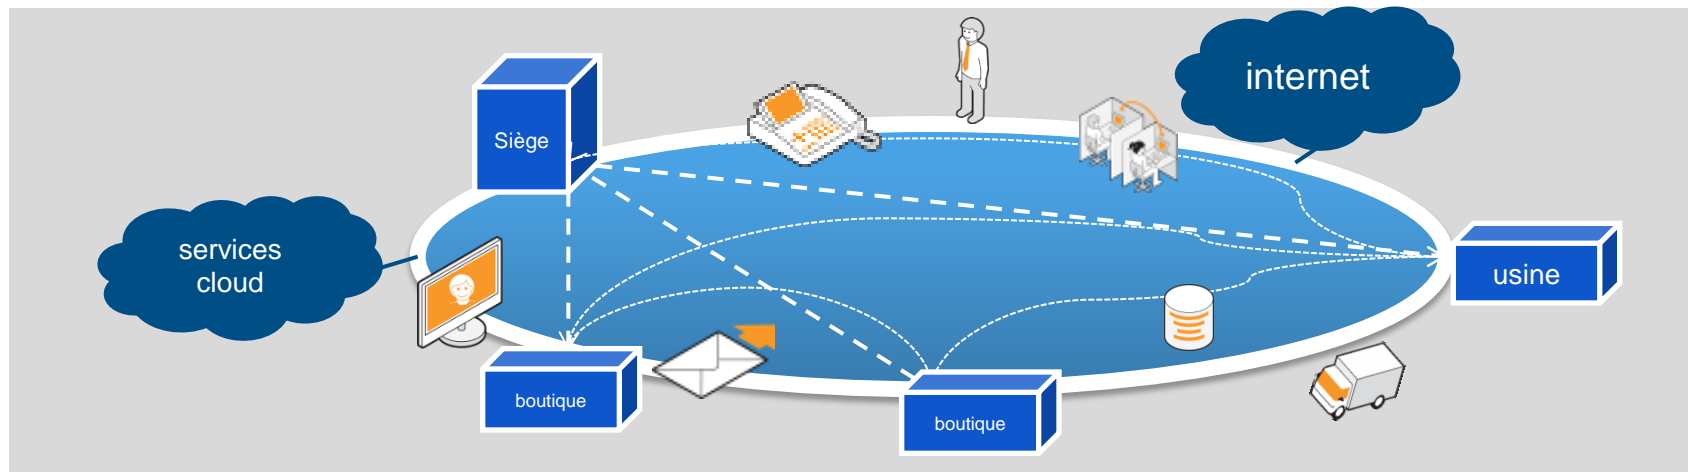 internet
Siège
services
cloud
usine
boutique
boutique